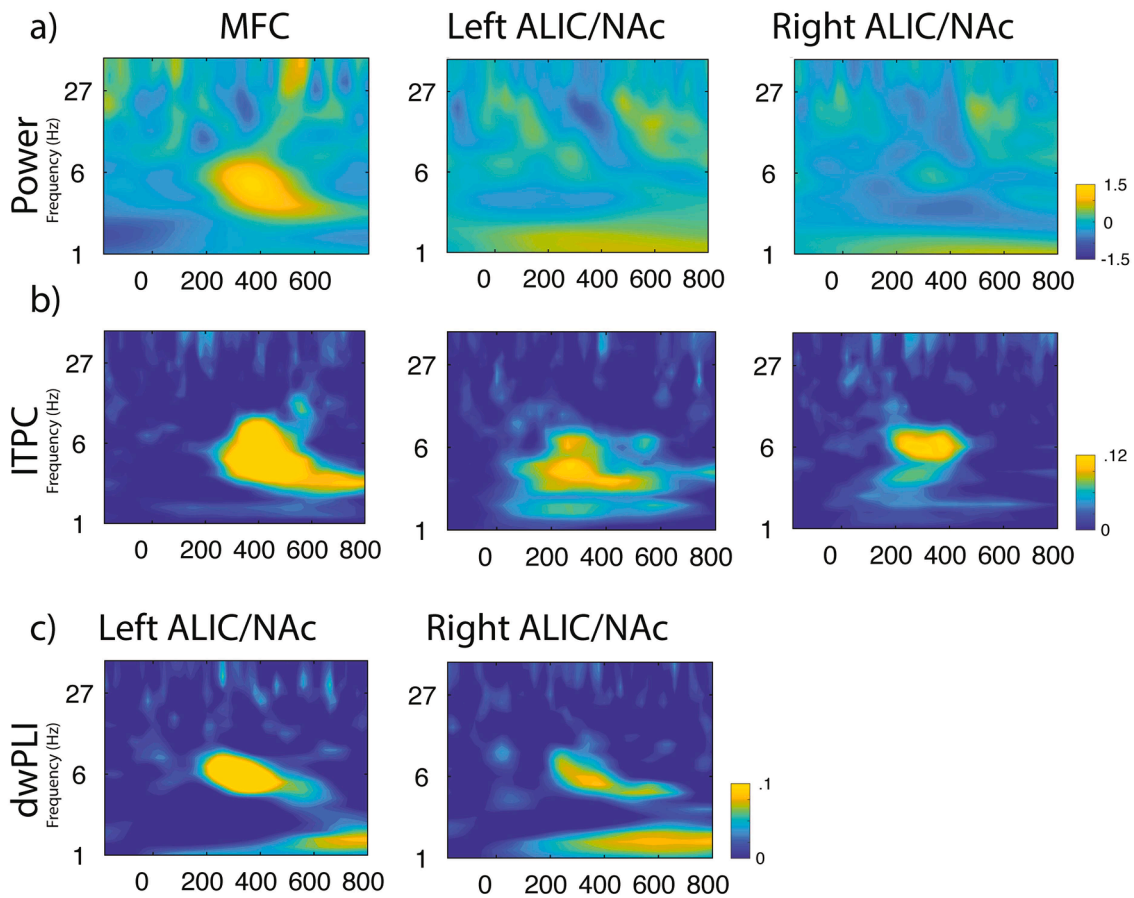 a) MFC Left ALIC/NAc Right ALIC/NAc
Power
Frequency (Hz)
27 27 27
6 6 6
1 1 1
0 200 400 600 0 200 400 600 800 0 200 400 600 800
1.5
0
-1.5
b)
ITPC
Frequency (Hz)
27 27 27
6 6 6
1 1 1
0 200 400 600 800 0 200 400 600 800 0 200 400 600 800
.12
0
c) Left ALIC/NAc Right ALIC/NAc
dwPLI
Frequency (Hz)
27 27
6 6
1 1
0 200 400 600 800 0 200 400 600 800
.1
0